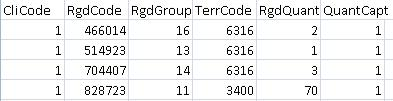 CliCode RgdCode RgdGroup TerrCode RgdQuant QuantCapt
1 466014 16 6316 2 1
1 514923 13 6316 1 1
1 704407 14 6316 3 1
1 828723 11 3400 70 1